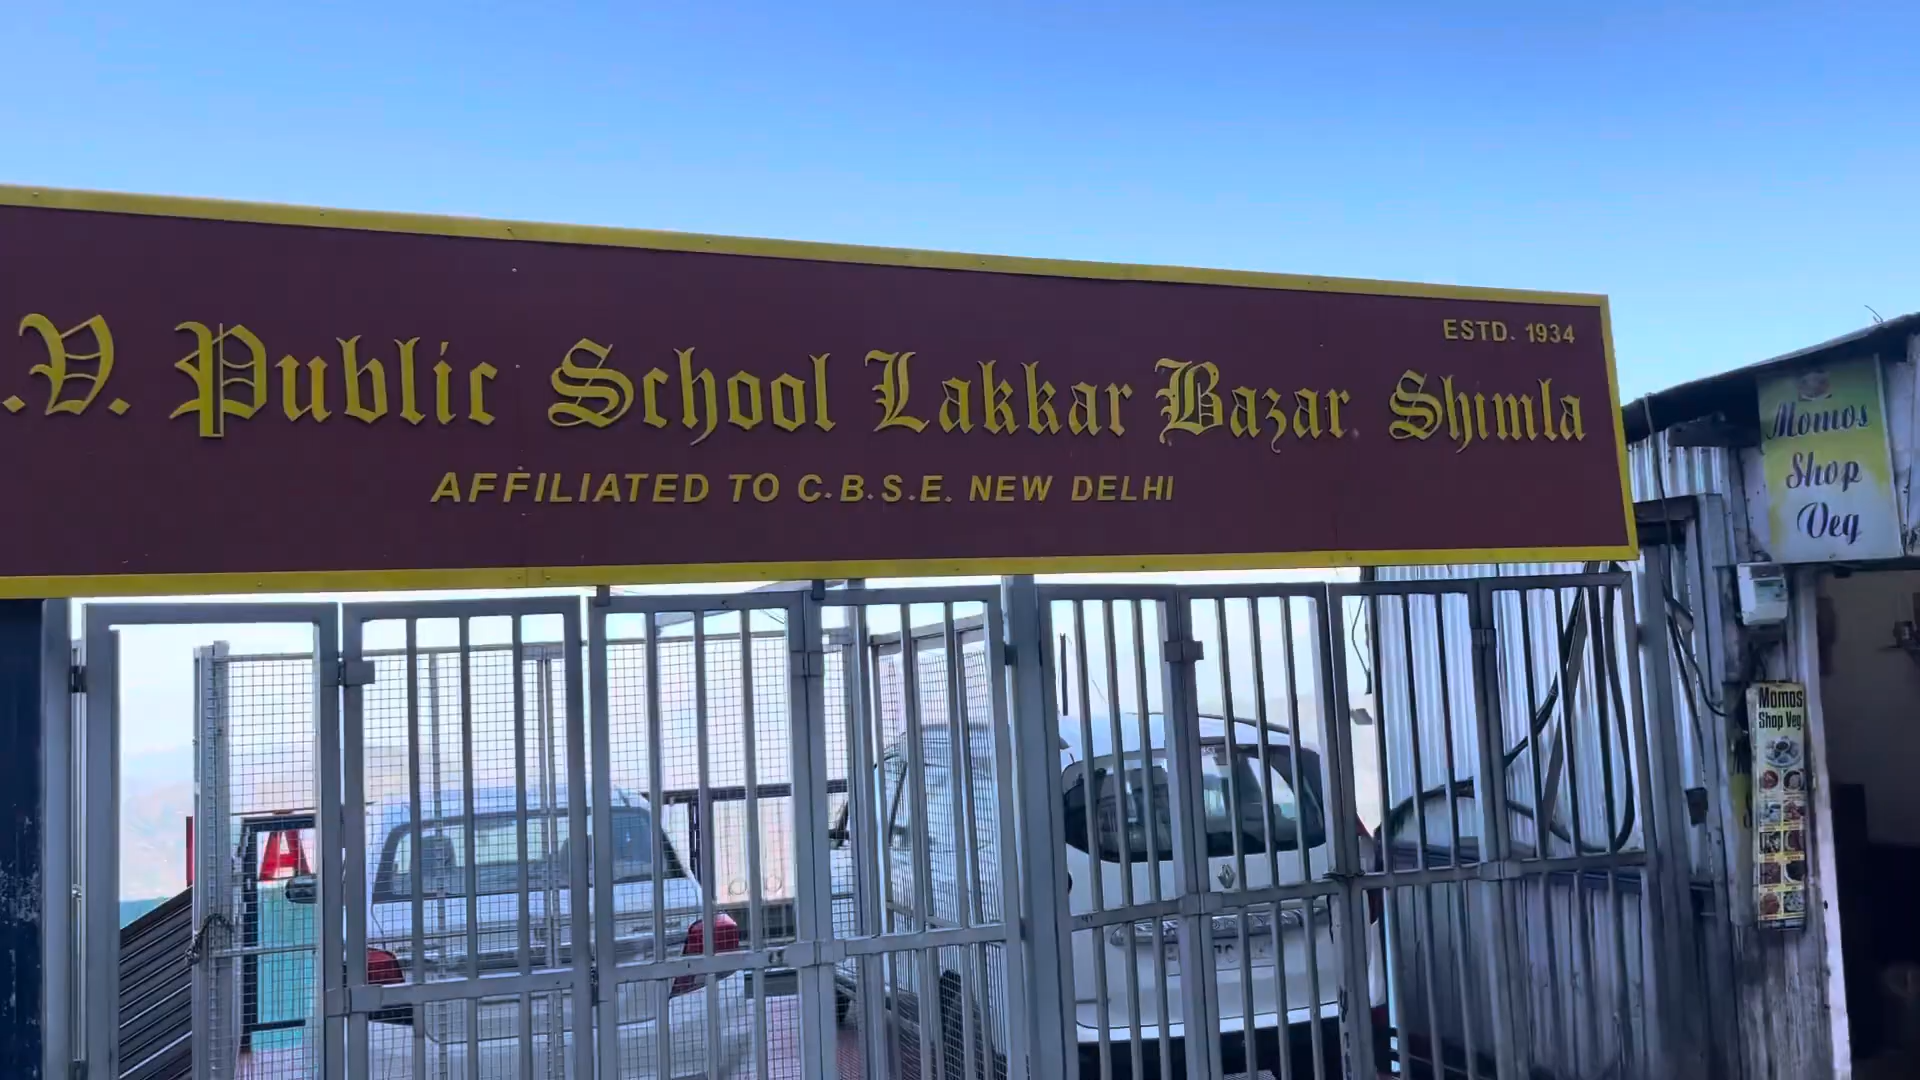 .V. Public School Lakkar Bazar Shimla
ESTD. 1934
AFFILIATED TO C.B.S.E. NEW DELHI
Momos
Shop
Veg
Momos
Shop Veg.
A